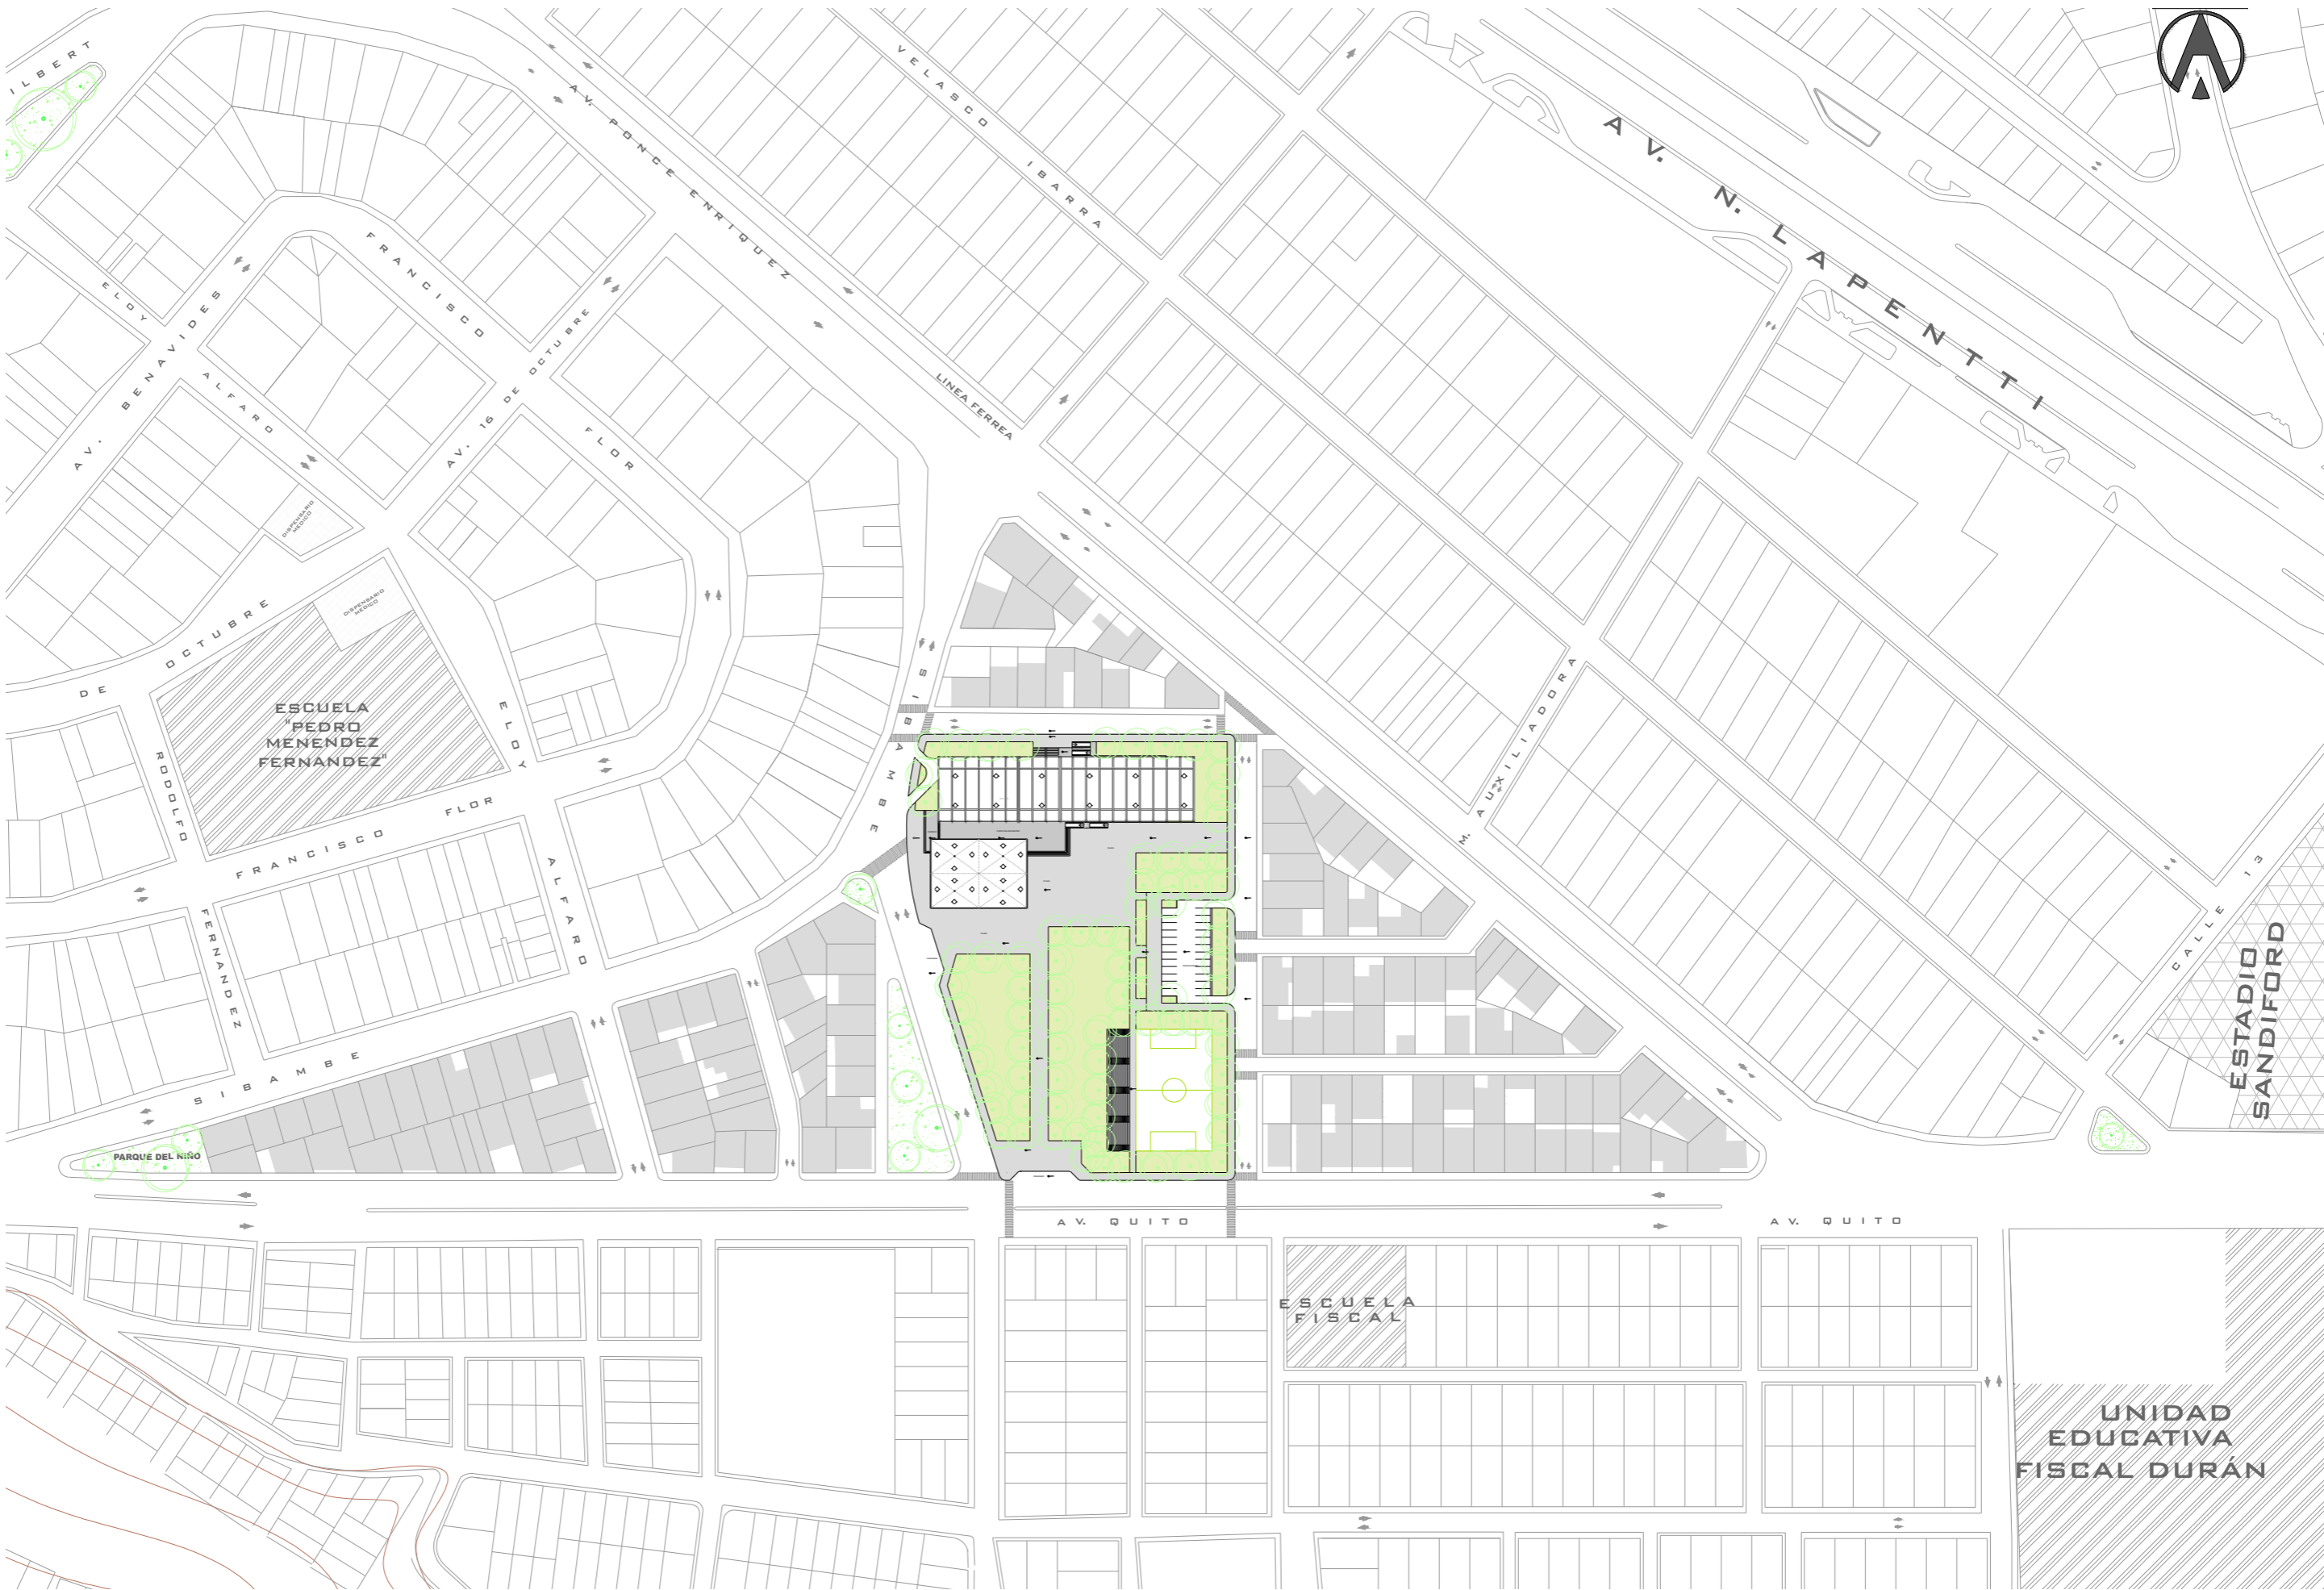 ILBERT
VELASCO IBARRA
AV. PONCE ENRIQUEZ
AV. N. LAPENTTI
FRANCISCO FLOR
ELOY ALFARO
AV. BENAVIDES
AV. 16 DE OCTUBRE
LINEA FERREA
DISPENSARIO
MEDICO
DISPENSARIO
MEDICO
DE OCTUBRE
ESCUELA
"PEDRO
MENENDEZ
FERNANDEZ"
ELOY ALFARO
RODOLFO FERNANDEZ
FRANCISCO FLOR
SIBAMBE
M. AUXILIADORA
CALLE 13
ESTADIO
SANDIFORD
SIBAMBE
PARQUE DEL NIÑO
AV. QUITO
AV. QUITO
ESCUELA
FISCAL
UNIDAD
EDUCATIVA
FISCAL DURÁN